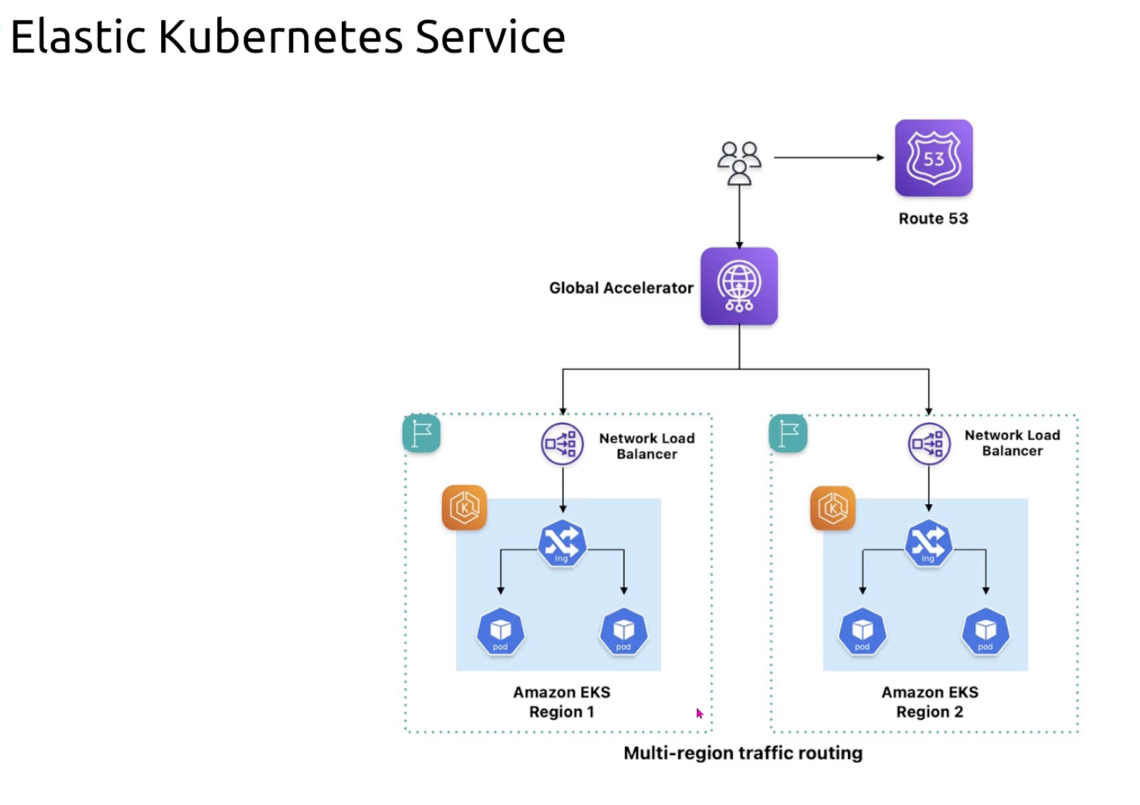 Elastic Kubernetes Service
53
Route 53
Global Accelerator
Network Load
Balancer
Network Load
Balancer
K
K
ing
ing
pod
pod
pod
pod
Amazon EKS
Region 1
Amazon EKS
Region 2
Multi-region traffic routing